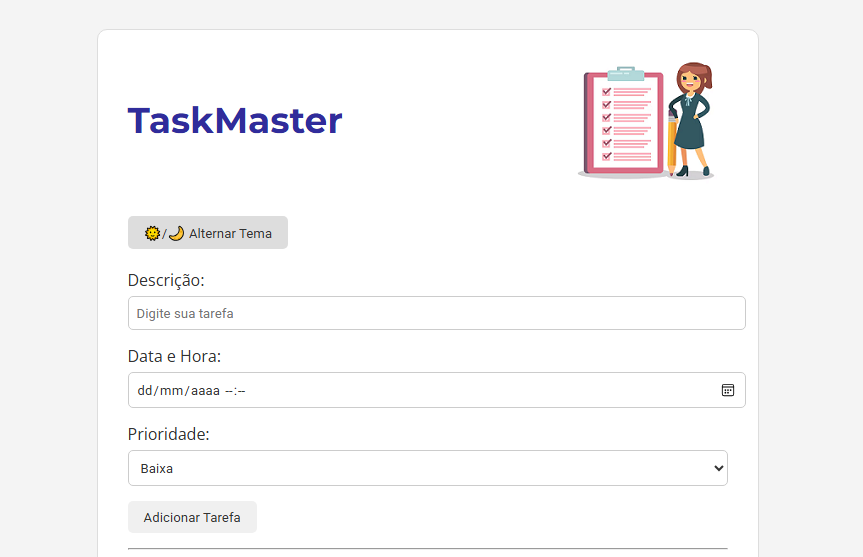 TaskMaster
🌞/🌙 Alternar Tema
Descrição:
Digite sua tarefa
Data e Hora:
dd/mm/aaaa --:--
Prioridade:
Baixa
Adicionar Tarefa